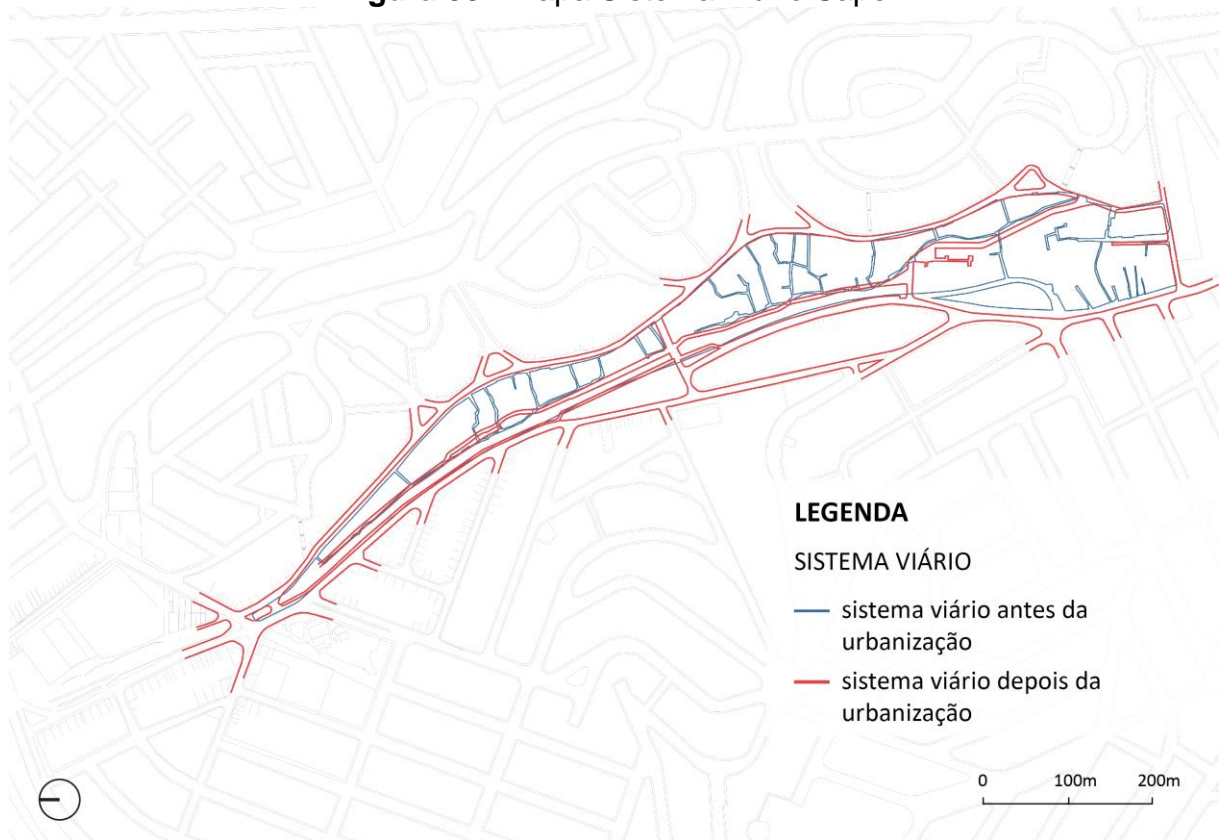 LEGENDA
SISTEMA VIÁRIO
sistema viário antes da
urbanização
sistema viário depois da
urbanização
0 100m 200m